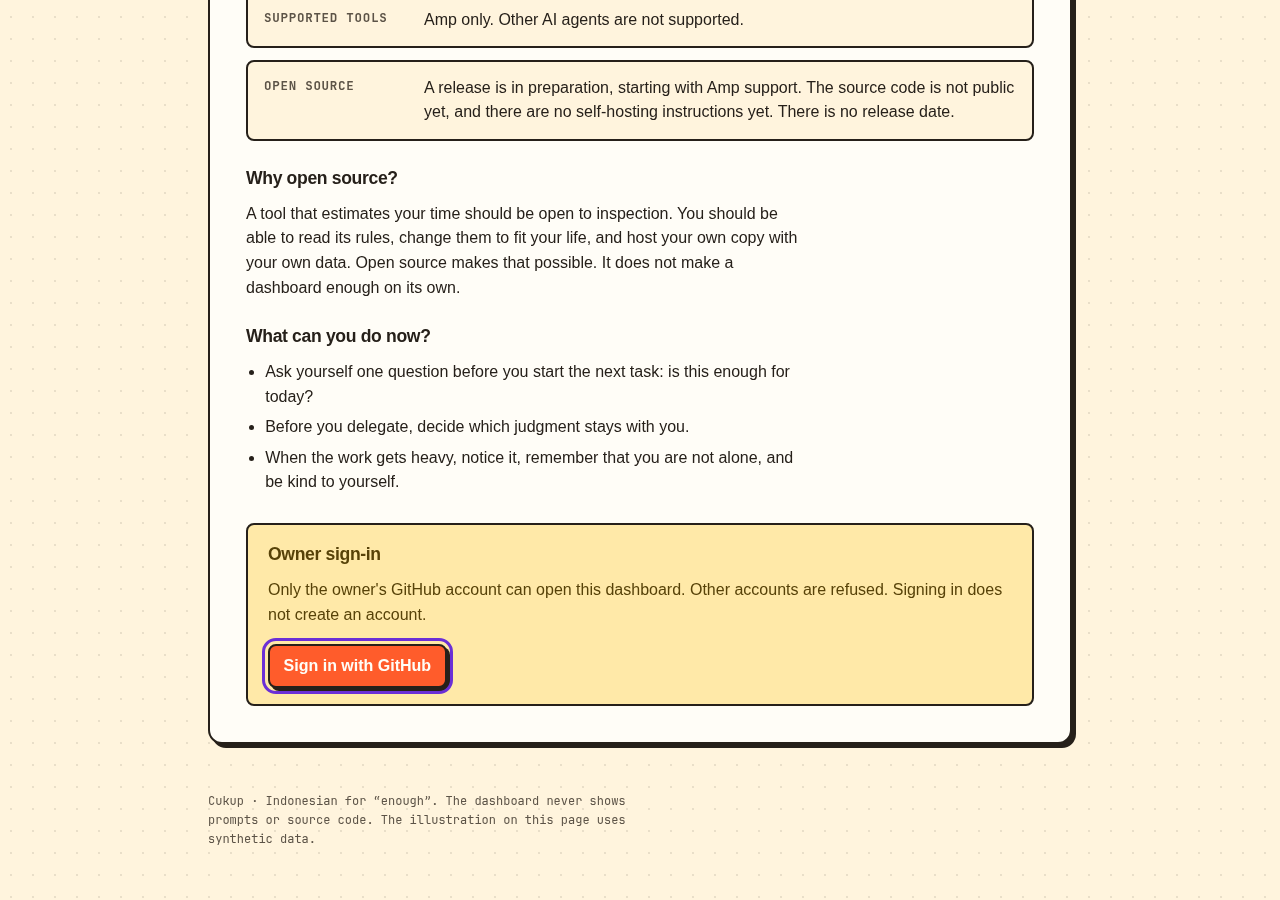 SUPPORTED TOOLS
Amp only. Other AI agents are not supported.
OPEN SOURCE
A release is in preparation, starting with Amp support. The source code is not public
yet, and there are no self-hosting instructions yet. There is no release date.
Why open source?
A tool that estimates your time should be open to inspection. You should be
able to read its rules, change them to fit your life, and host your own copy with
your own data. Open source makes that possible. It does not make a
dashboard enough on its own.
What can you do now?
• Ask yourself one question before you start the next task: is this enough for
today?
• Before you delegate, decide which judgment stays with you.
• When the work gets heavy, notice it, remember that you are not alone, and
be kind to yourself.
Owner sign-in
Only the owner's GitHub account can open this dashboard. Other accounts are refused. Signing in does
not create an account.
Sign in with GitHub
Cukup · Indonesian for “enough”. The dashboard never shows
prompts or source code. The illustration on this page uses
synthetic data.